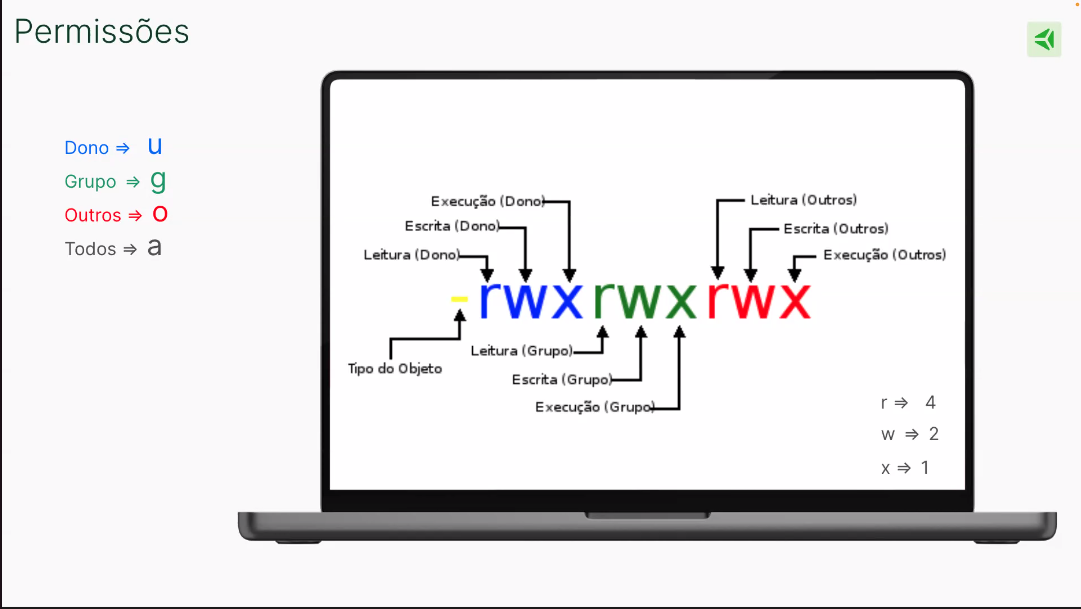 Permissões
Dono ⇒ u
Grupo ⇒ g
Outros ⇒ o
Todos ⇒ a
Execução (Dono)
Escrita (Dono)
Leitura (Dono)
Leitura (Outros)
Escrita (Outros)
Execução (Outros)
-rwxrwxrwx
Tipo do Objeto
Leitura (Grupo)
Escrita (Grupo)
Execução (Grupo)
r ⇒ 4
w ⇒ 2
x ⇒ 1